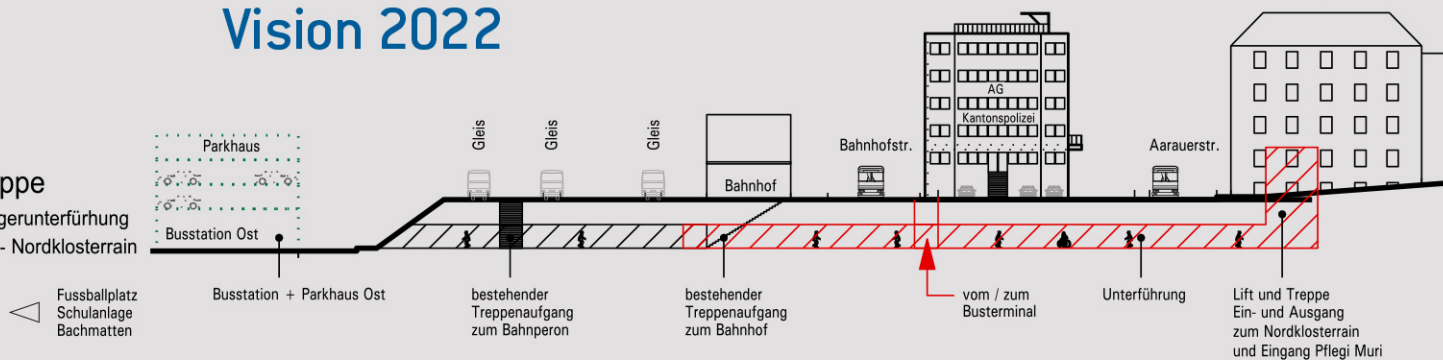 Vision 2022
Parkhaus
Busstation Ost
Gleis
Gleis
Gleis
Bahnhof
Bahnhofstr.
AG
Kantonspolizei
Aarauerstr.
ppe
gerunterfürhung
- Nordklosterrain
Fussballplatz
Schulanlage
Bachmatten
Busstation + Parkhaus Ost
bestehender
Treppenaufgang
zum Bahnperon
bestehender
Treppenaufgang
zum Bahnhof
vom / zum
Busterminal
Unterführung
Lift und Treppe
Ein- und Ausgang
zum Nordklosterrain
und Eingang Pflegi Muri